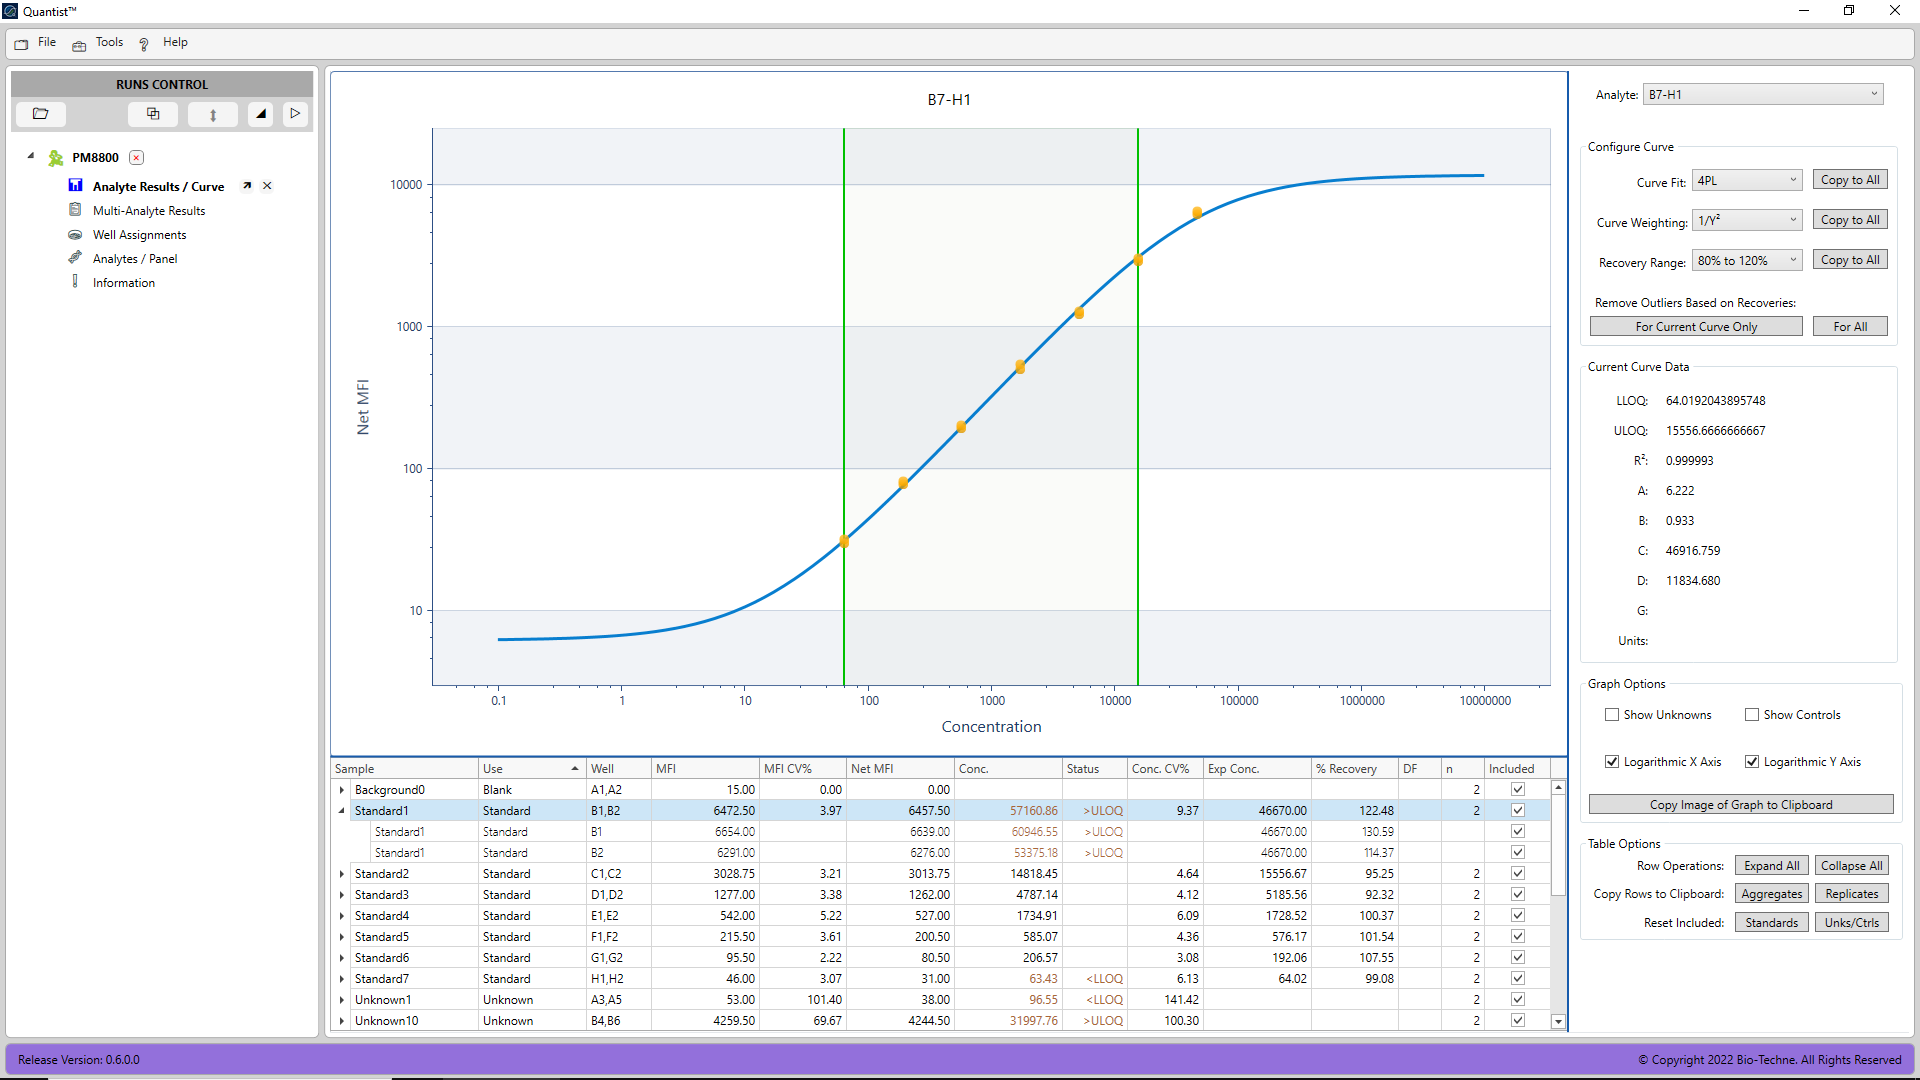 Quantist™
File Tools Help
RUNS CONTROL
PM8800
Analyte Results / Curve
Multi-Analyte Results
Well Assignments
Analytes / Panel
Information
B7-H1
Net MFI
10000
1000
100
10
0.1 1 10 100 1000 10000 100000 1000000 10000000
Concentration
Sample Use Well MFI MFI CV% Net MFI Conc. Status Conc. CV% Exp Conc. % Recovery DF n Included
Background0 Blank A1,A2 15.00 0.00 0.00 2
Standard1 Standard B1,B2 6472.50 3.97 6457.50 57160.86 >ULOQ 9.37 46670.00 122.48 2
Standard1 Standard B1 6654.00 6639.00 60946.55 >ULOQ 46670.00 130.59
Standard1 Standard B2 6291.00 6276.00 53375.18 >ULOQ 46670.00 114.37
Standard2 Standard C1,C2 3028.75 3.21 3013.75 14818.45 4.64 15556.67 95.25 2
Standard3 Standard D1,D2 1277.00 3.38 1262.00 4787.14 4.12 5185.56 92.32 2
Standard4 Standard E1,E2 542.00 5.22 527.00 1734.91 6.09 1728.52 100.37 2
Standard5 Standard F1,F2 215.50 3.61 200.50 585.07 4.36 576.17 101.54 2
Standard6 Standard G1,G2 95.50 2.22 80.50 206.57 3.08 192.06 107.55 2
Standard7 Standard H1,H2 46.00 3.07 31.00 63.43 <LLOQ 6.13 64.02 99.08 2
Unknown1 Unknown A3,A5 53.00 101.40 38.00 96.55 <LLOQ 141.42 2
Unknown10 Unknown B4,B6 4259.50 69.67 4244.50 31997.76 >ULOQ 100.30 2
Analyte: B7-H1
Configure Curve
Curve Fit: 4PL Copy to All
Curve Weighting: 1/Y² Copy to All
Recovery Range: 80% to 120% Copy to All
Remove Outliers Based on Recoveries:
For Current Curve Only For All
Current Curve Data
LLOQ: 64.0192043895748
ULOQ: 15556.6666666667
R²: 0.999993
A: 6.222
B: 0.933
C: 46916.759
D: 11834.680
G:
Units:
Graph Options
Show Unknowns Show Controls
Logarithmic X Axis Logarithmic Y Axis
Copy Image of Graph to Clipboard
Table Options
Row Operations: Expand All Collapse All
Copy Rows to Clipboard: Aggregates Replicates
Reset Included: Standards Unks/Ctrls
Release Version: 0.6.0.0
© Copyright 2022 Bio-Techne. All Rights Reserved